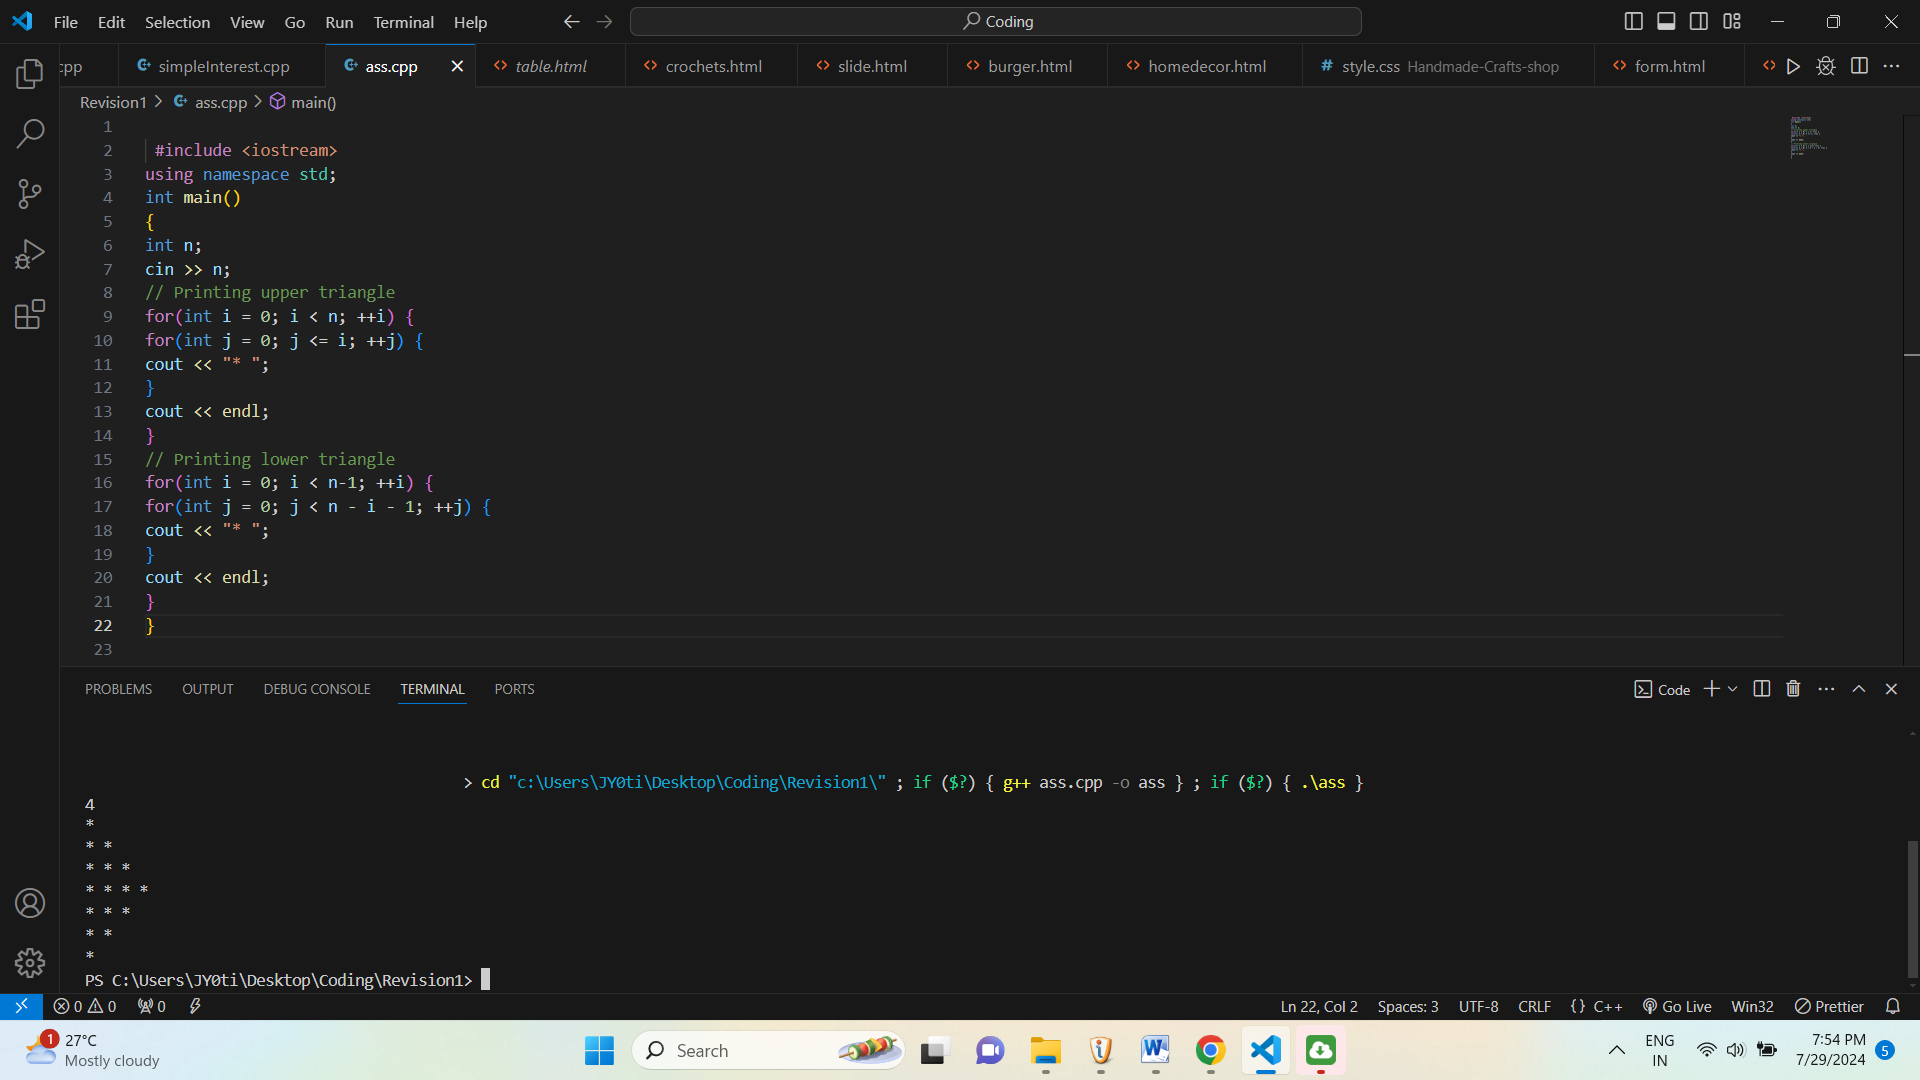 File Edit Selection View Go Run Terminal Help Coding
cpp simpleInterest.cpp ass.cpp table.html crochets.html slide.html burger.html homedecor.html style.css Handmade-Crafts-shop form.html
Revision1 > ass.cpp > main()
1
2 #include <iostream>
3 using namespace std;
4 int main()
5 {
6 int n;
7 cin >> n;
8 // Printing upper triangle
9 for(int i = 0; i < n; ++i) {
10 for(int j = 0; j <= i; ++j) {
11 cout << "* ";
12 }
13 cout << endl;
14 }
15 // Printing lower triangle
16 for(int i = 0; i < n-1; ++i) {
17 for(int j = 0; j < n - i - 1; ++j) {
18 cout << "* ";
19 }
20 cout << endl;
21 }
22 }
23
PROBLEMS OUTPUT DEBUG CONSOLE TERMINAL PORTS Code
> cd "c:\Users\JY0ti\Desktop\Coding\Revision1\" ; if ($?) { g++ ass.cpp -o ass } ; if ($?) { .\ass }
4
*
* *
* * *
* * * *
* * *
* *
*
PS C:\Users\JY0ti\Desktop\Coding\Revision1>
0 0 0 Ln 22, Col 2 Spaces: 3 UTF-8 CRLF {} C++ Go Live Win32 Prettier
1 27°C
Mostly cloudy
Search
ENG
IN
7:54 PM
7/29/2024
5